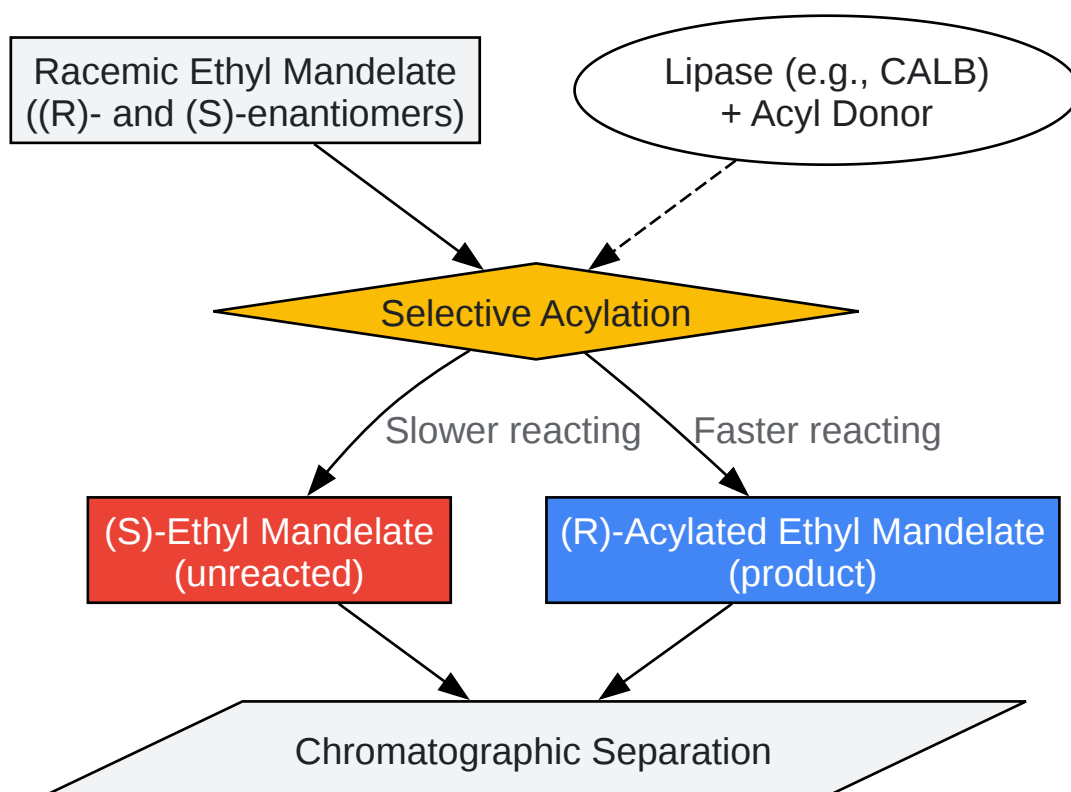 Racemic Ethyl Mandelate
((R)- and (S)-enantiomers)
Lipase (e.g., CALB)
+ Acyl Donor
Selective Acylation
Slower reacting
Faster reacting
(S)-Ethyl Mandelate
(unreacted)
(R)-Acylated Ethyl Mandelate
(product)
Chromatographic Separation